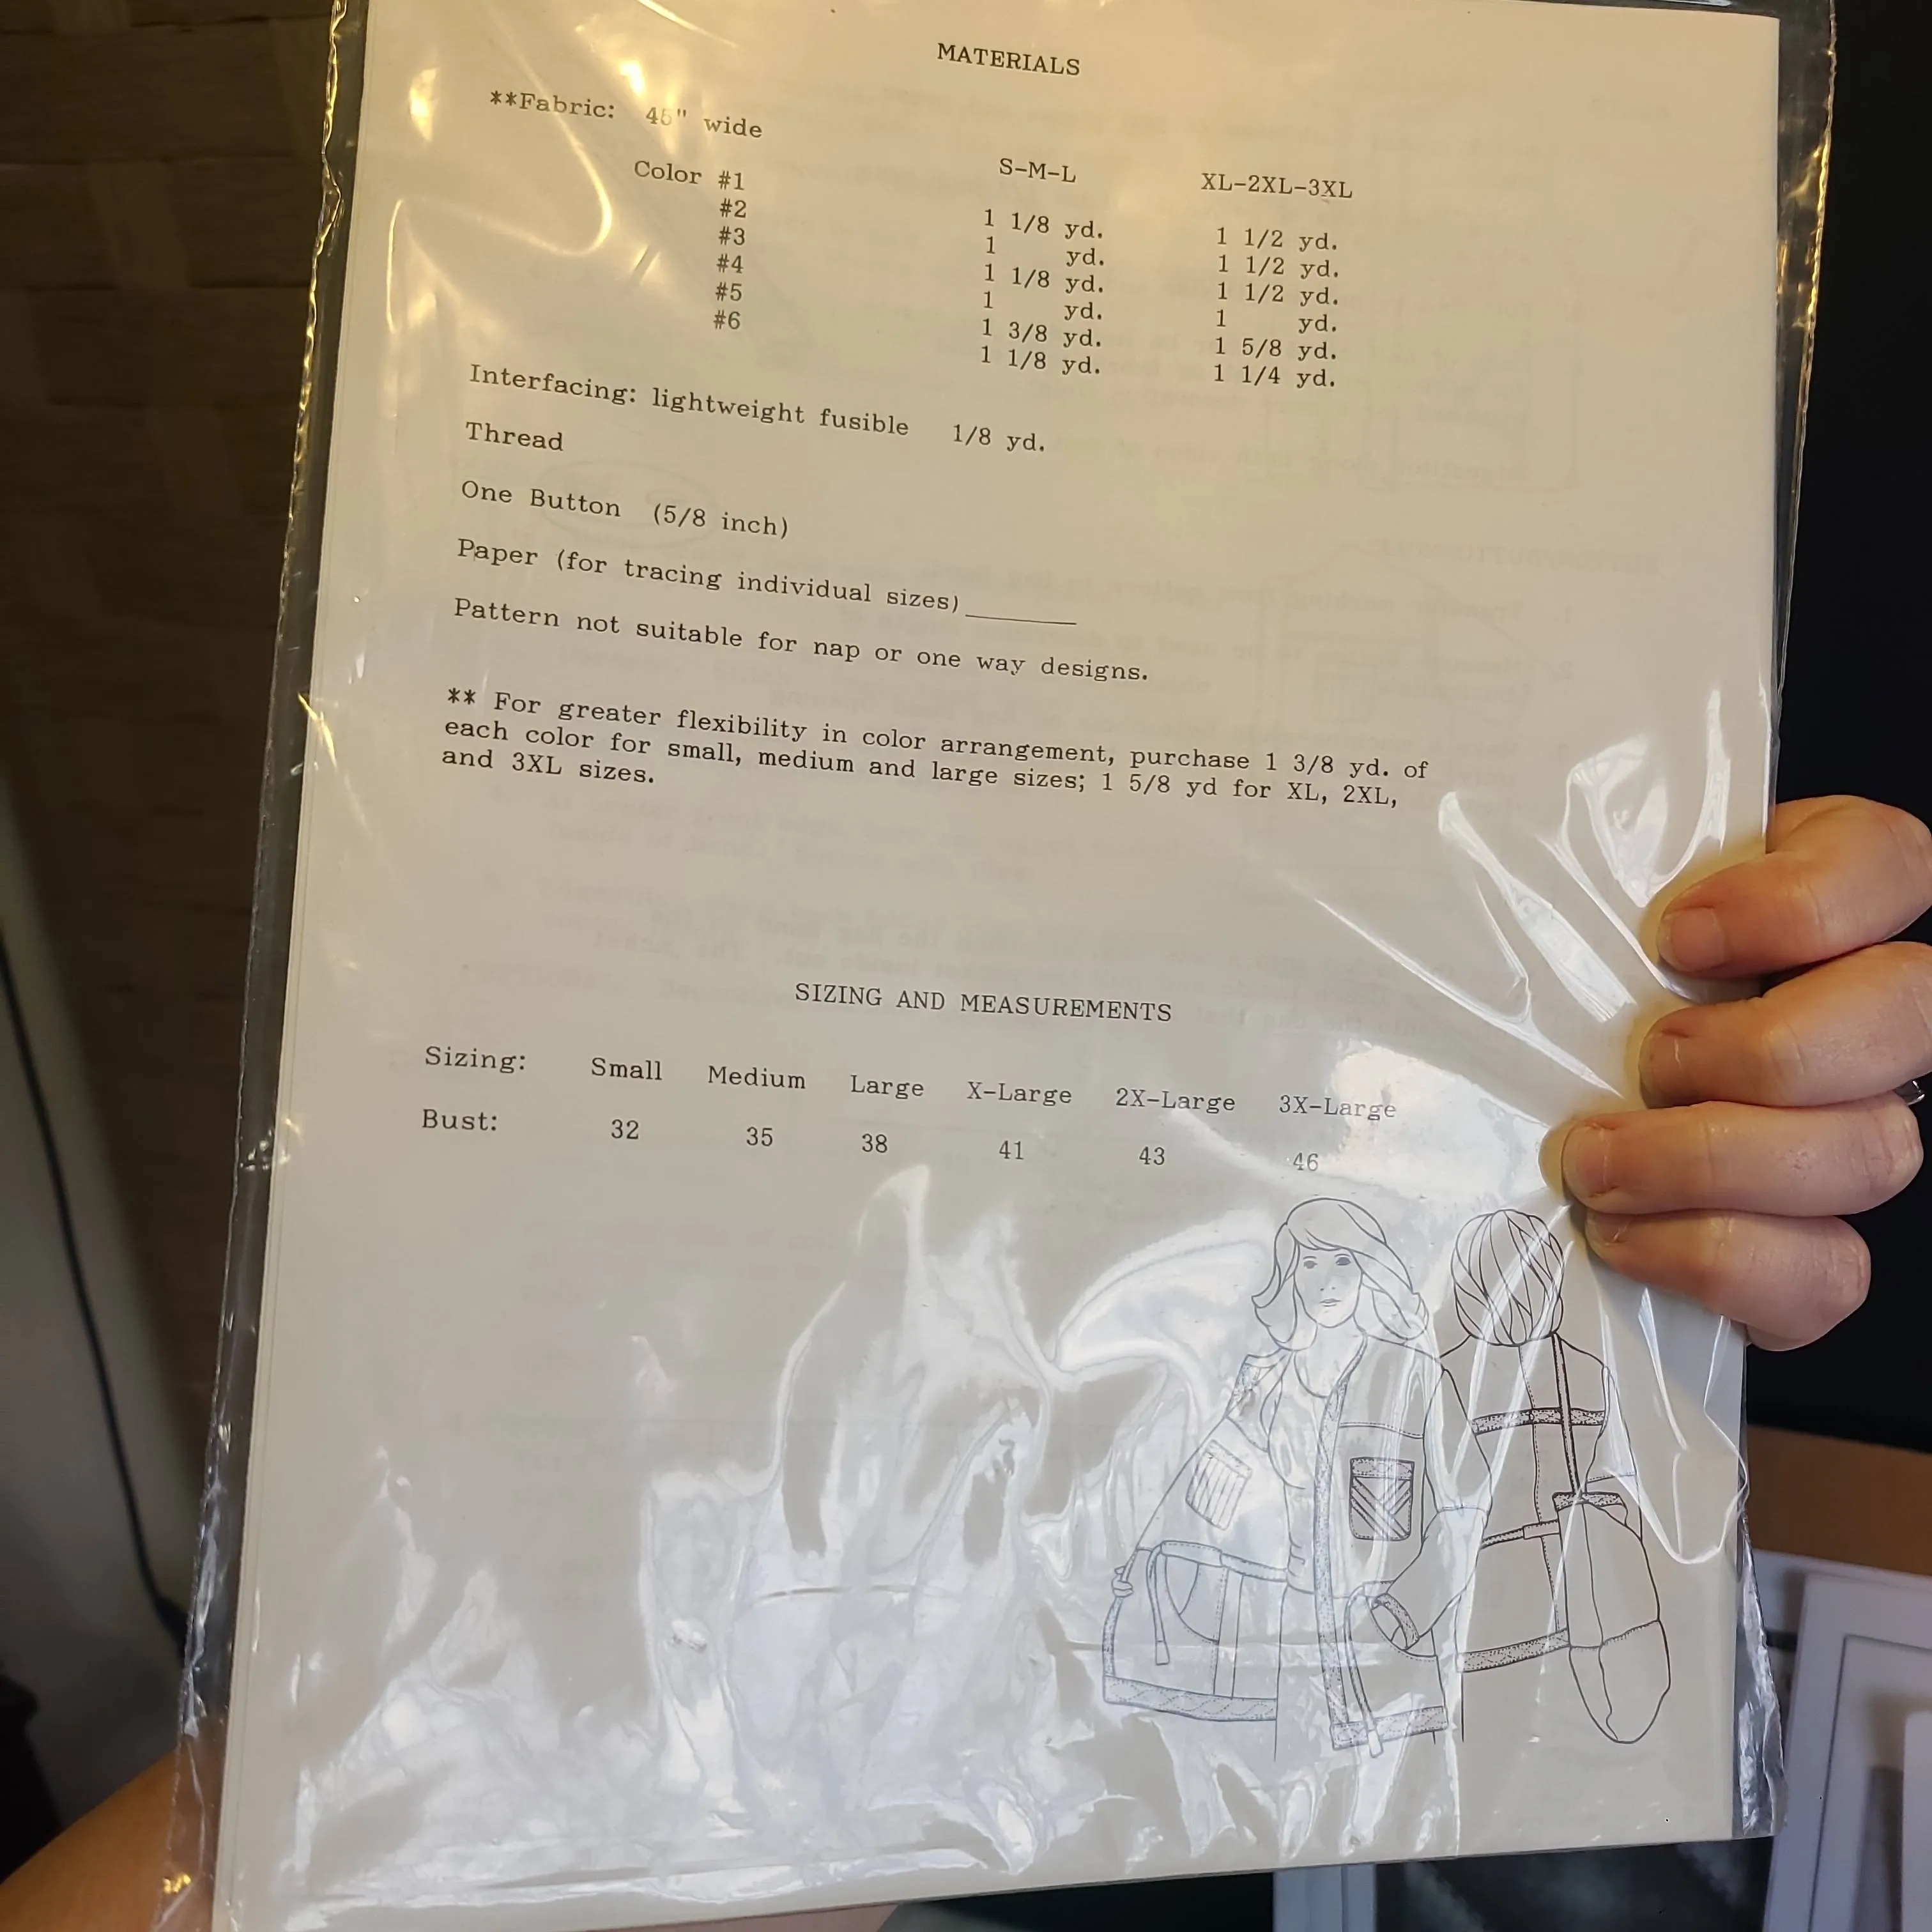 MATERIALS
**Fabric: 45" wide
S-M-L XL-2XL-3XL
Color #1 1 1/8 yd. 1 1/2 yd.
#2 1 yd. 1 1/2 yd.
#3 1 1/8 yd. 1 1/2 yd.
#4 1 yd. 1 yd.
#5 1 3/8 yd. 1 5/8 yd.
#6 1 1/8 yd. 1 1/4 yd.
Interfacing: lightweight fusible 1/8 yd.
Thread
One Button (5/8 inch)
Paper (for tracing individual sizes)______
Pattern not suitable for nap or one way designs.
** For greater flexibility in color arrangement, purchase 1 3/8 yd. of
each color for small, medium and large sizes; 1 5/8 yd for XL, 2XL,
and 3XL sizes.
SIZING AND MEASUREMENTS
Sizing: Small Medium Large X-Large 2X-Large 3X-Large
Bust: 32 35 38 41 43 46